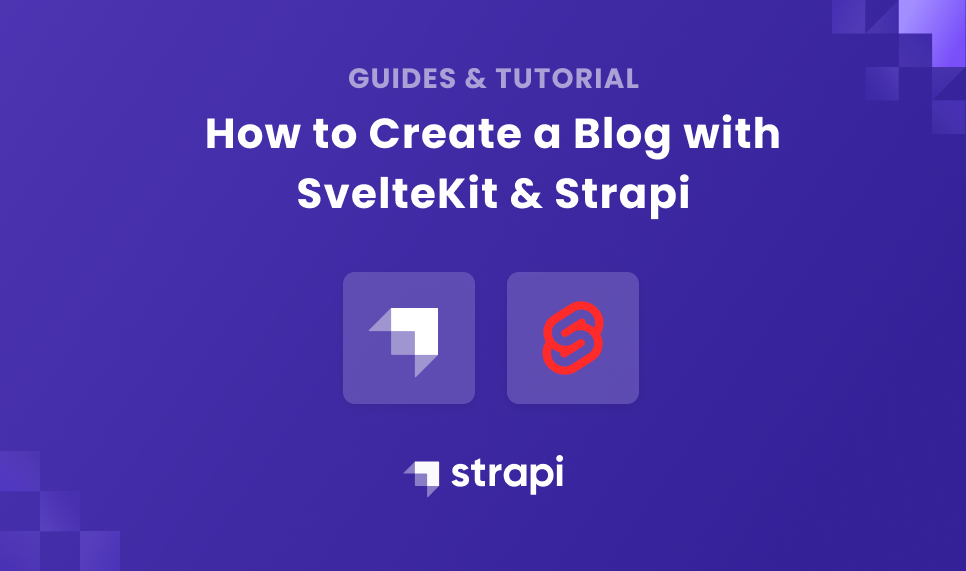 GUIDES & TUTORIAL
How to Create a Blog with
SvelteKit & Strapi
strapi